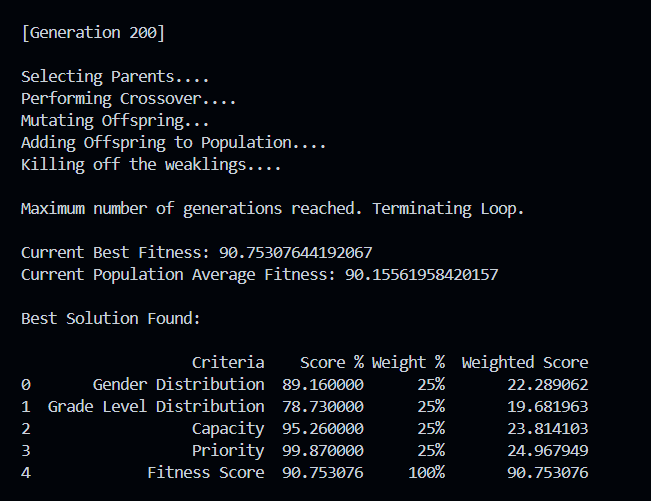 [Generation 200]
Selecting Parents....
Performing Crossover....
Mutating Offspring...
Adding Offspring to Population....
Killing off the weaklings....
Maximum number of generations reached. Terminating Loop.
Current Best Fitness: 90.75307644192067
Current Population Average Fitness: 90.15561958420157
Best Solution Found:
Criteria Score % Weight % Weighted Score
0 Gender Distribution 89.160000 25% 22.289062
1 Grade Level Distribution 78.730000 25% 19.681963
2 Capacity 95.260000 25% 23.814103
3 Priority 99.870000 25% 24.967949
4 Fitness Score 90.753076 100% 90.753076